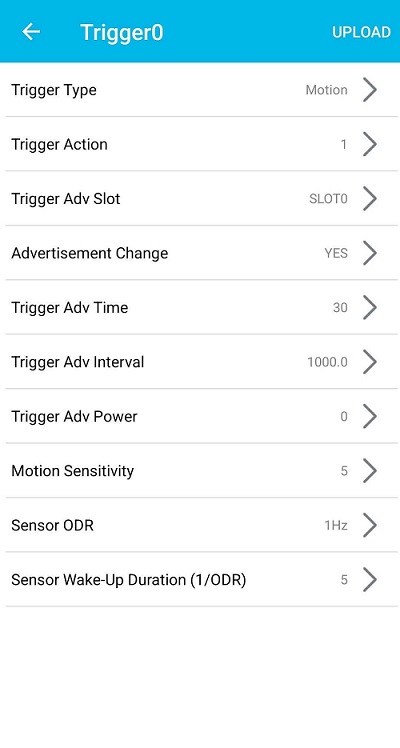 Trigger0 UPLOAD
Trigger Type Motion
Trigger Action 1
Trigger Adv Slot SLOT0
Advertisement Change YES
Trigger Adv Time 30
Trigger Adv Interval 1000.0
Trigger Adv Power 0
Motion Sensitivity 5
Sensor ODR 1Hz
Sensor Wake-Up Duration (1/ODR) 5